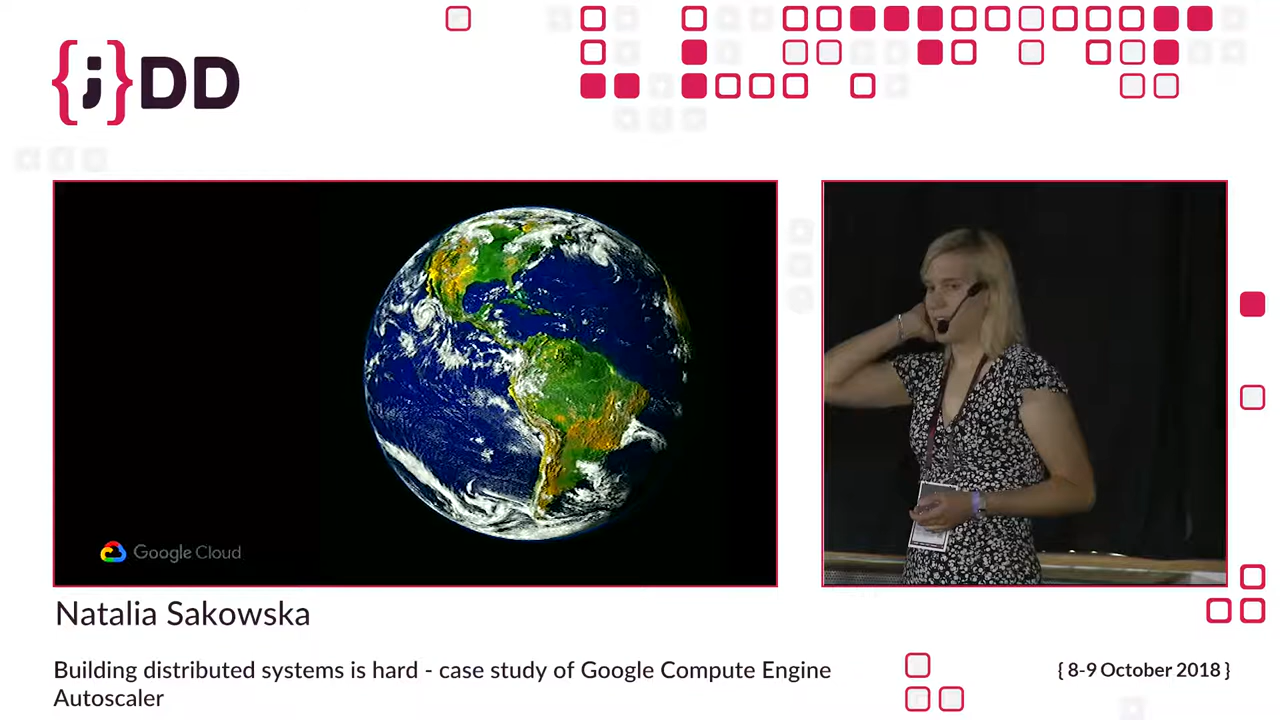 {j}DD
Google Cloud
Natalia Sakowska
Building distributed systems is hard - case study of Google Compute Engine
Autoscaler
{ 8-9 October 2018 }